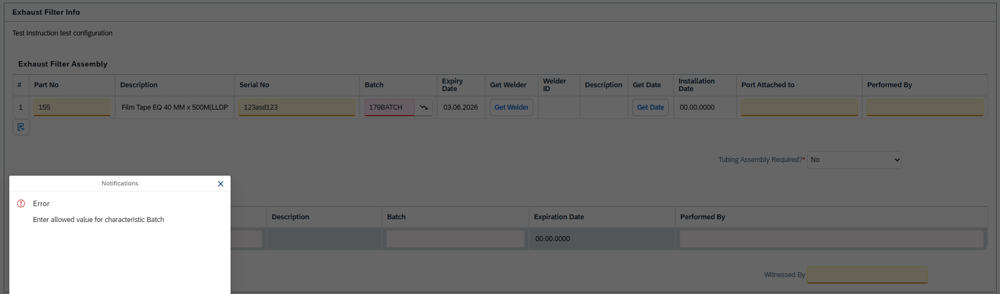 Exhaust Filter Info
Test Instruction test configuration
Exhaust Filter Assembly
# Part No Description Serial No Batch Expiry Date Get Welder Welder ID Description Get Date Installation Date Port Attached to Performed By
1 155 Film Tape EQ 40 MM x 500M(LLDP 123asd123 179BATCH 03.06.2026 Get Welder Get Date 00.00.0000
Tubing Assembly Required?* No
Notifications
Error
Enter allowed value for characteristic Batch
Description Batch Expiration Date Performed By
00.00.0000
Witnessed By